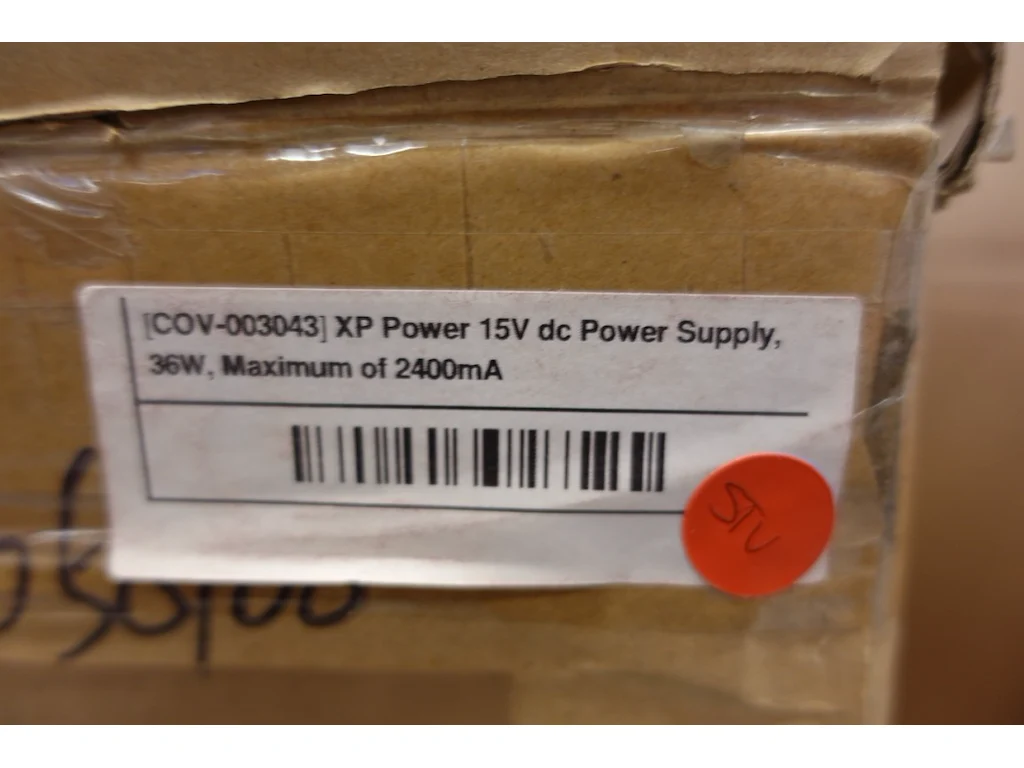 [COV-003043] XP Power 15V dc Power Supply,
36W, Maximum of 2400mA
STV